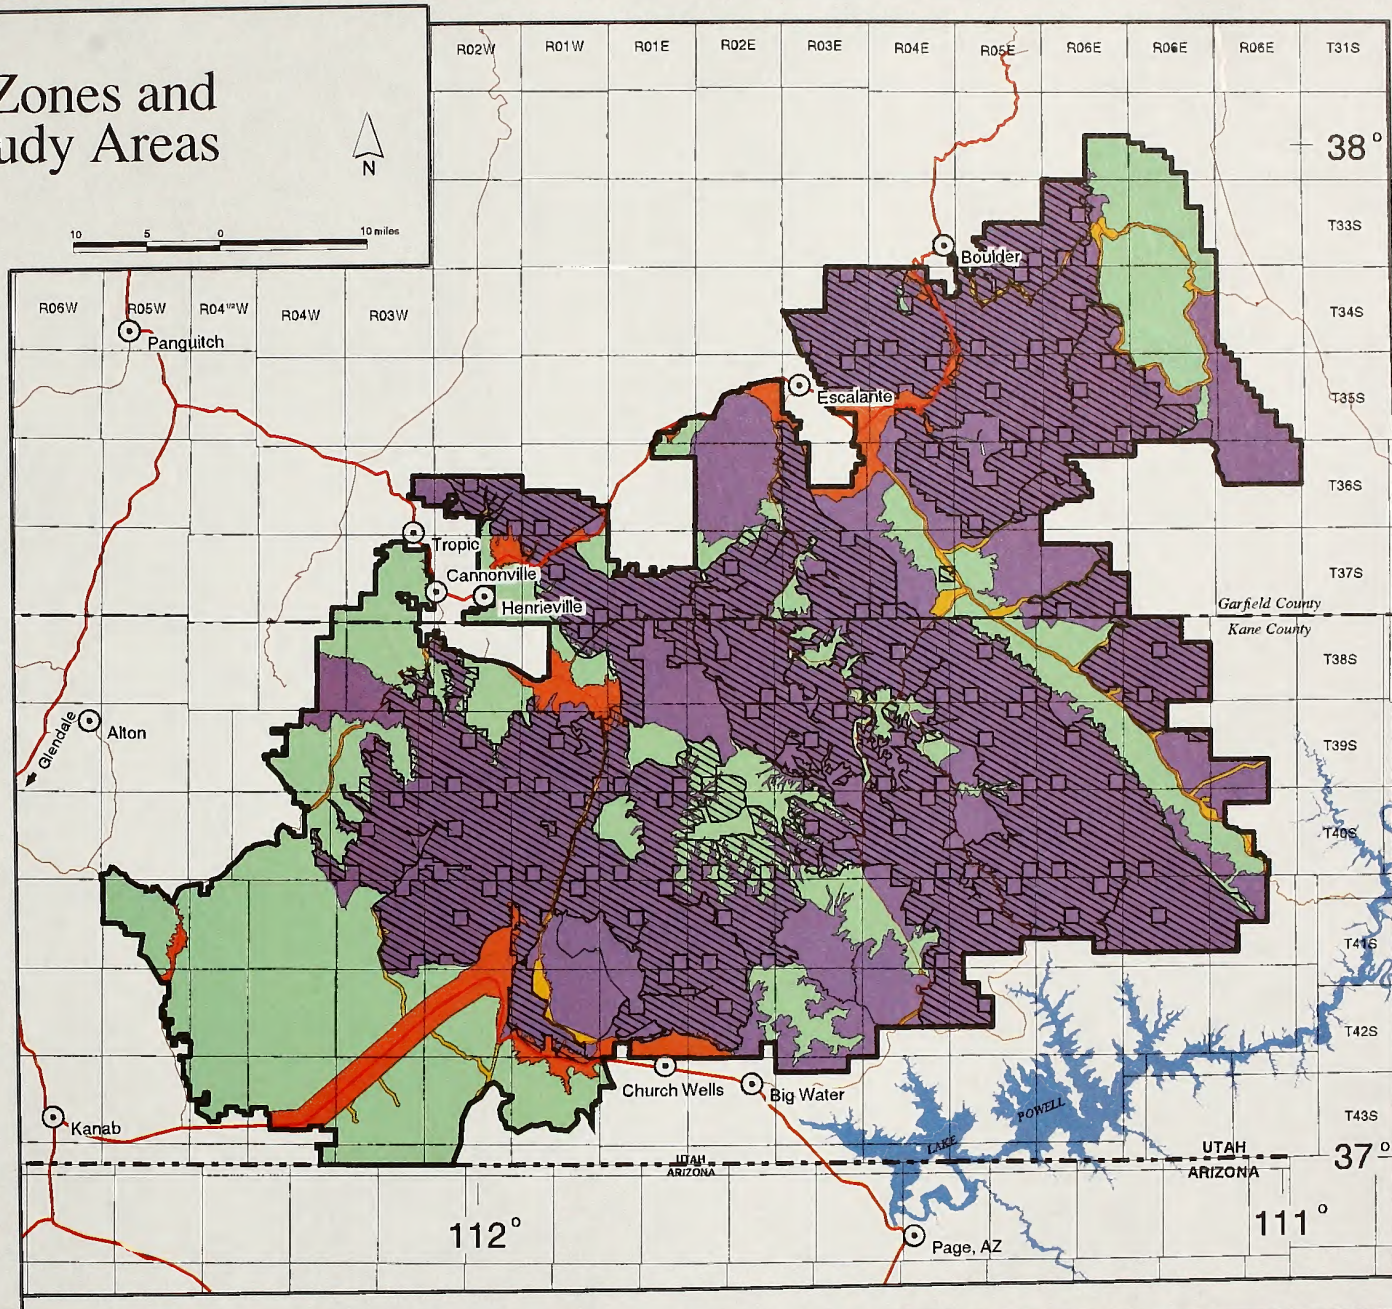 Zones and
udy Areas
N
10 5 0 10 miles
R02W R01W R01E R02E R03E R04E R05E R06E R06E R06E T31S
38°
T33S
Boulder
R06W R05W R04 1/2 W R04W R03W
T34S
Panguitch
Escalante
T35S
T36S
Tropic
Cannonville
T37S
Henrieville
Garfield County
Kane County
T38S
Glendale
Alton
T39S
T40S
T41S
T42S
Church Wells
Big Water
POWELL
T43S
Kanab
LAKE
UTAH
ARIZONA
UTAH
ARIZONA
37°
112°
111°
Page, AZ